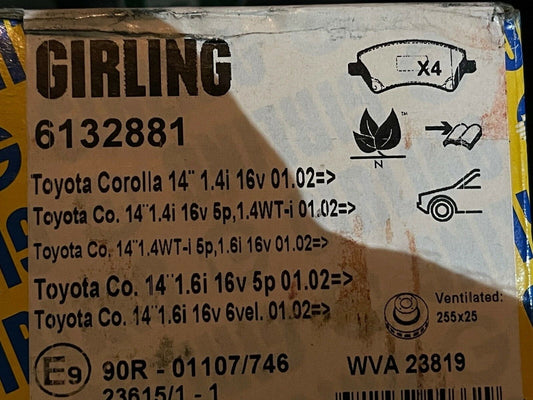 GIRLING
X4
6132881
TM
N
Toyota Corolla 14¨ 1.4i 16v 01.02=>
Toyota Co. 14¨1.4i 16v 5p,1.4WT-i 01.02=>
Toyota Co. 14¨1.4WT-i 5p,1.6i 16v 01.02=>
Toyota Co. 14¨1.6i 16v 5p 01.02=>
Toyota Co. 14¨1.6i 16v 6vel. 01.02=>
Ventilated:
255x25
E9 90R - 01107/746 WVA 23819
23615/1 - 1